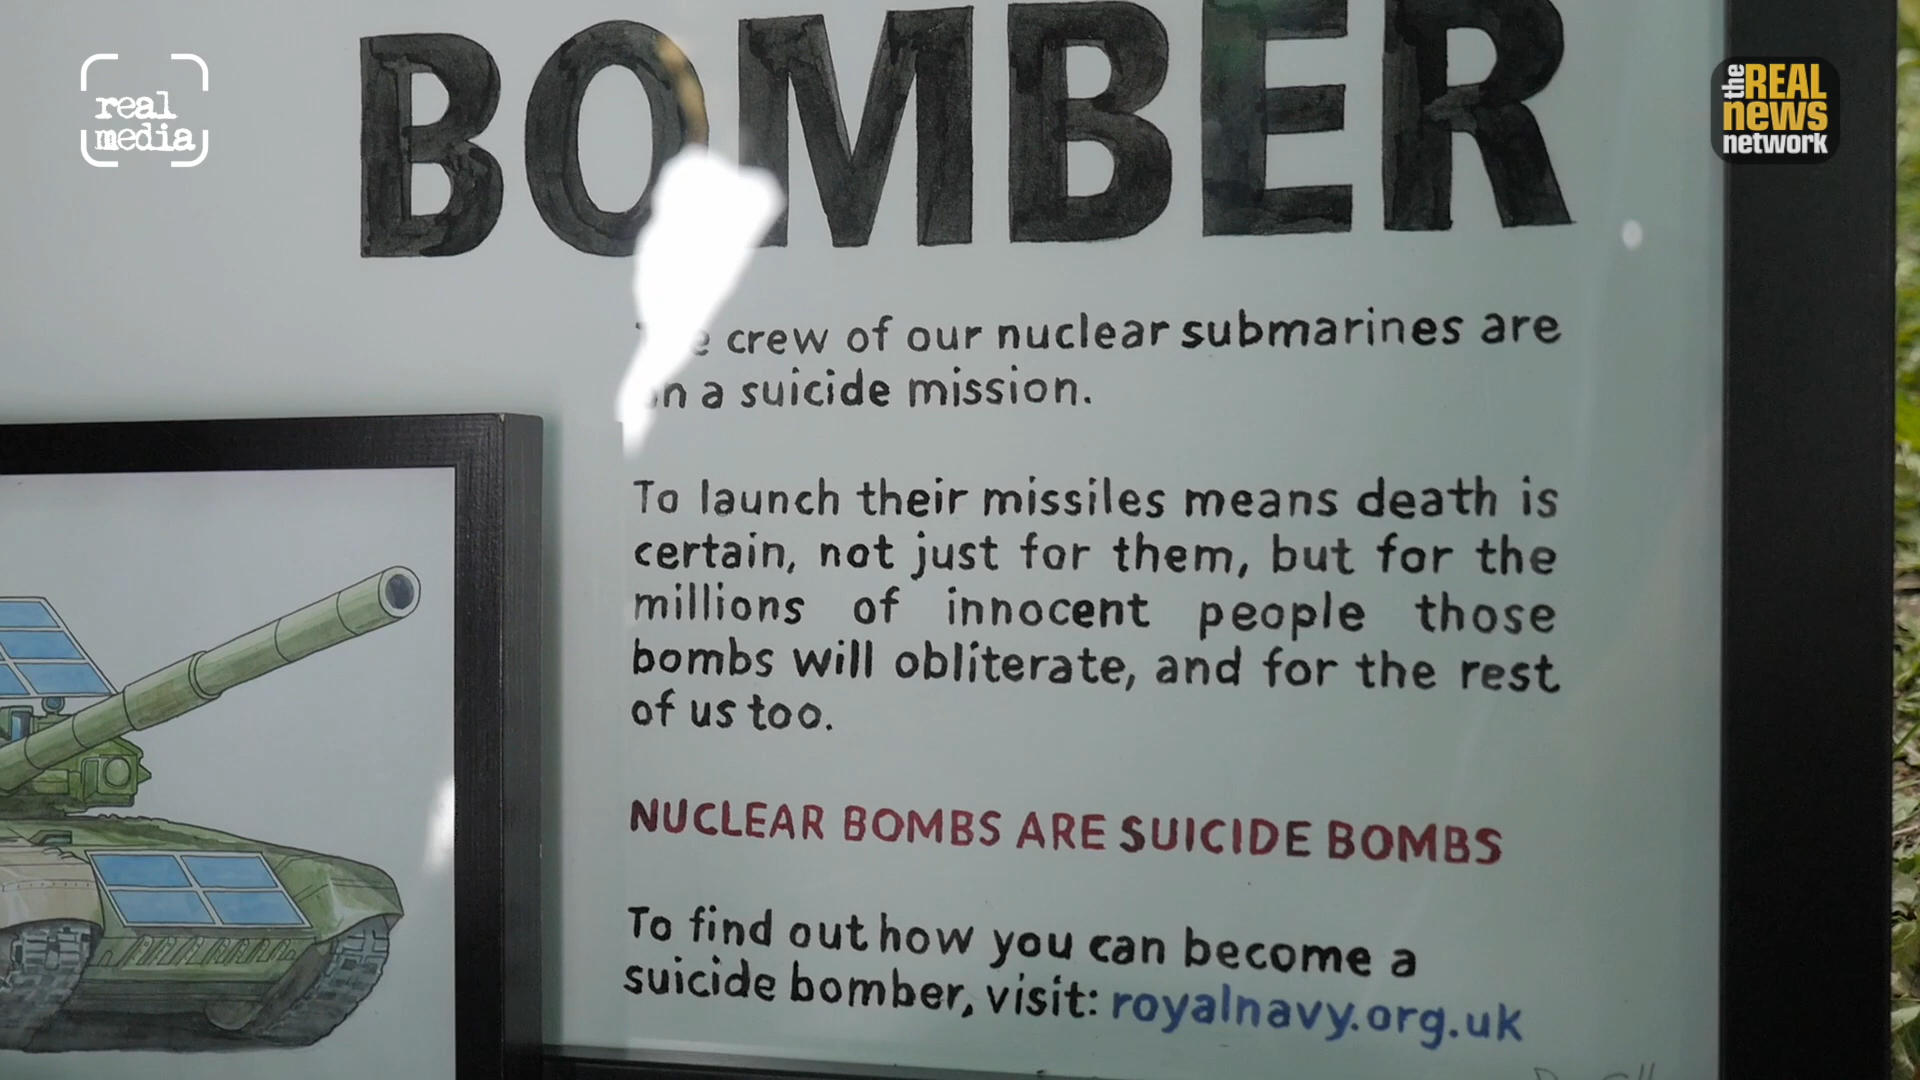 real
media
the REAL
news
network
BOMBER
crew of our nuclear submarines are
a suicide mission.
To launch their missiles means death is
certain, not just for them, but for the
millions of innocent people those
bombs will obliterate, and for the rest
of us too.
NUCLEAR BOMBS ARE SUICIDE BOMBS
To find out how you can become a
suicide bomber, visit: royalnavy.org.uk